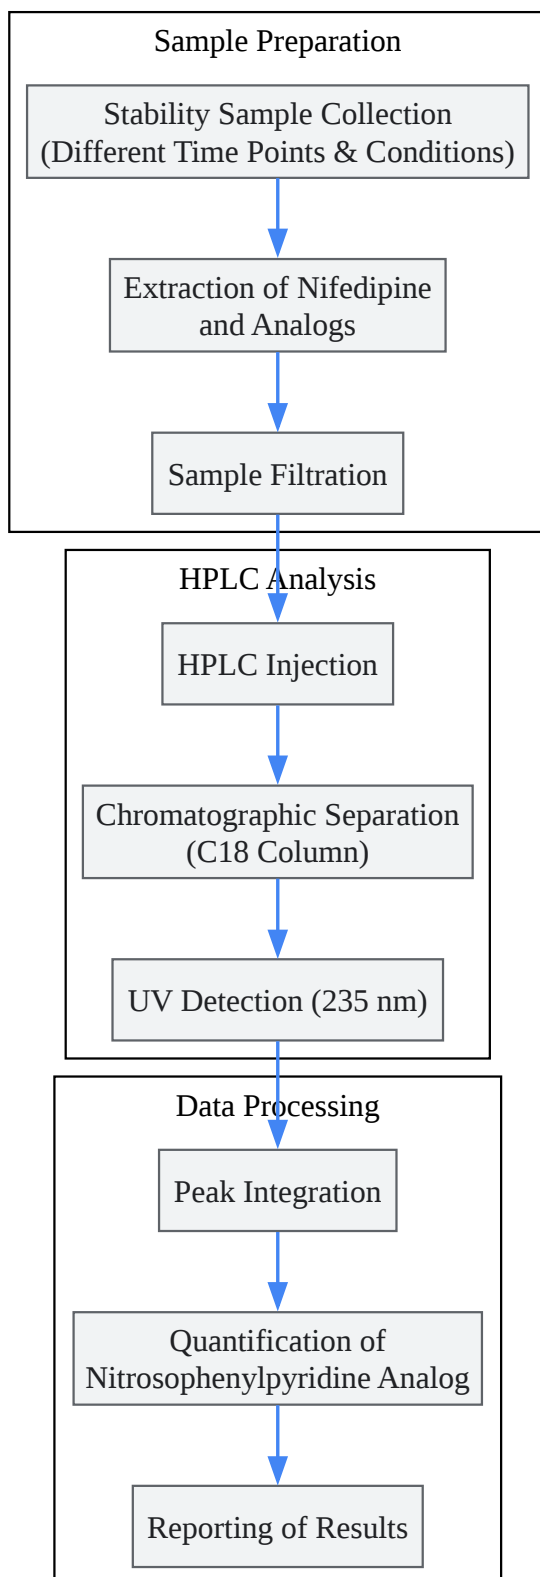 Sample Preparation
Stability Sample Collection
(Different Time Points & Conditions)
Extraction of Nifedipine
and Analogs
Sample Filtration
HPLC Analysis
HPLC Injection
Chromatographic Separation
(C18 Column)
UV Detection (235 nm)
Data Processing
Peak Integration
Quantification of
Nitrosophenylpyridine Analog
Reporting of Results